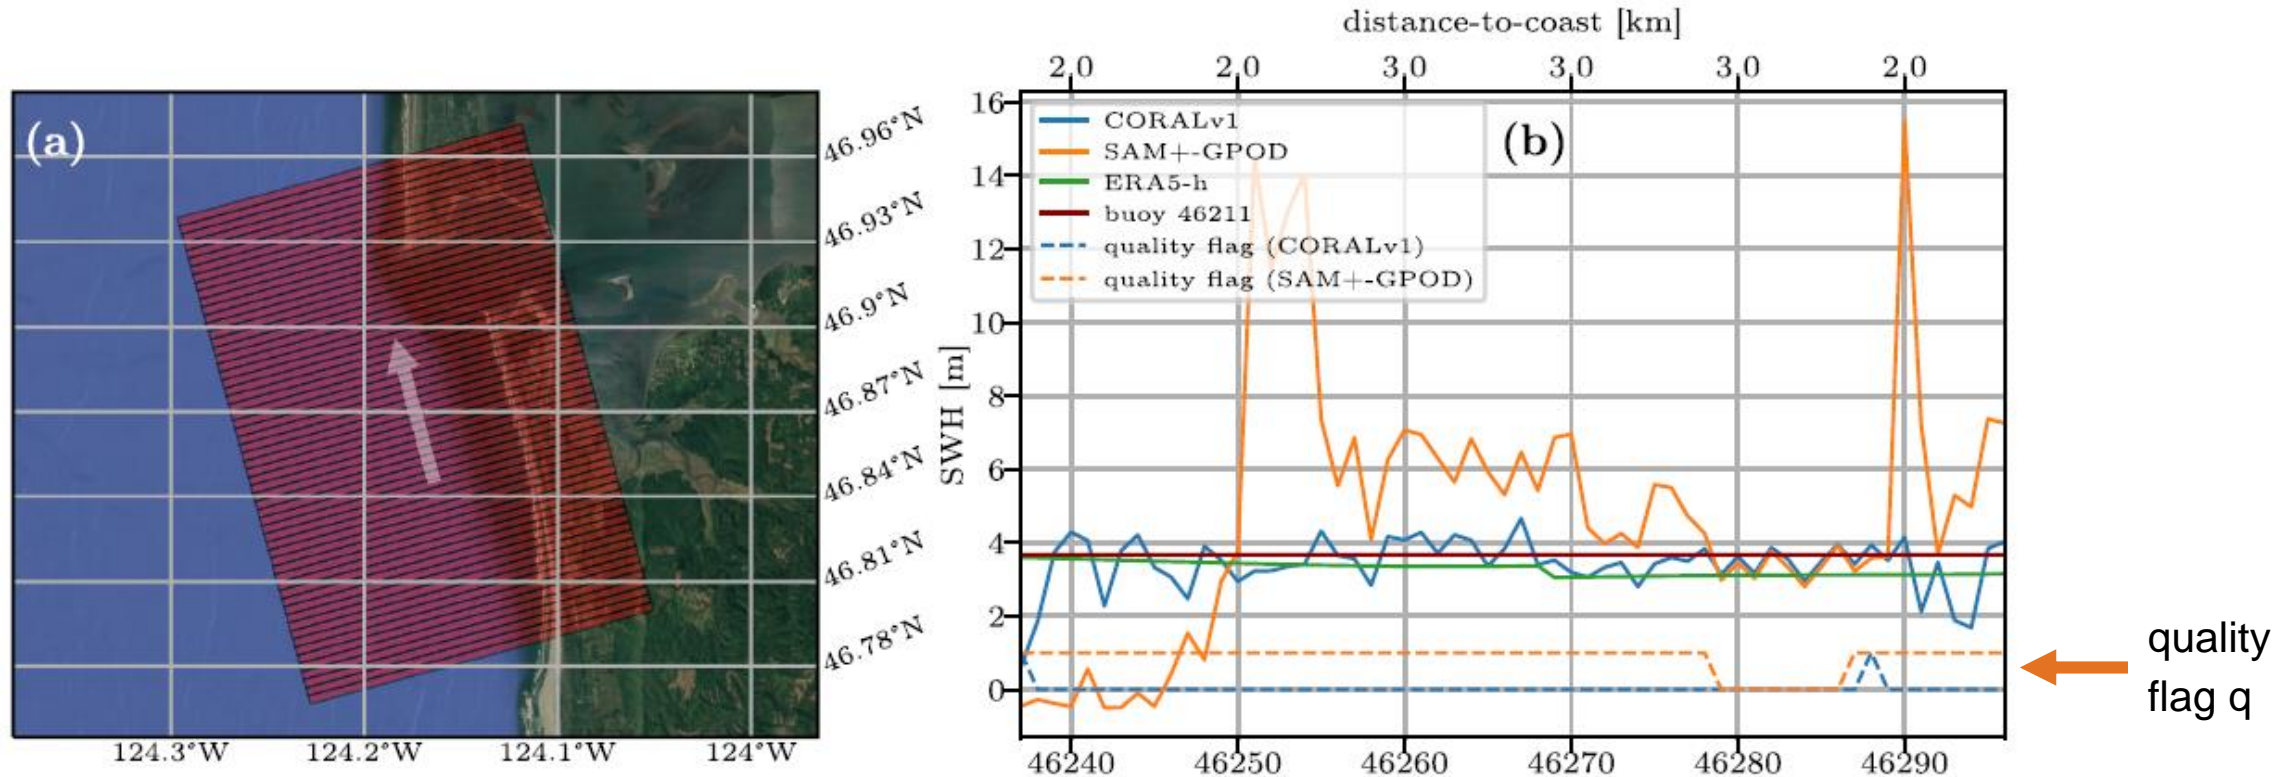 (a)
46.96°N
46.93°N
46.9°N
46.87°N
46.84°N
46.81°N
46.78°N
124.3°W 124.2°W 124.1°W 124°W
distance-to-coast [km]
2.0 2.0 3.0 3.0 3.0 2.0
(b)
CORALv1
SAM+-GPOD
ERA5-h
buoy 46211
quality flag (CORALv1)
quality flag (SAM+-GPOD)
SWH [m]
16
14
12
10
8
6
4
2
0
46240 46250 46260 46270 46280 46290
quality
flag q